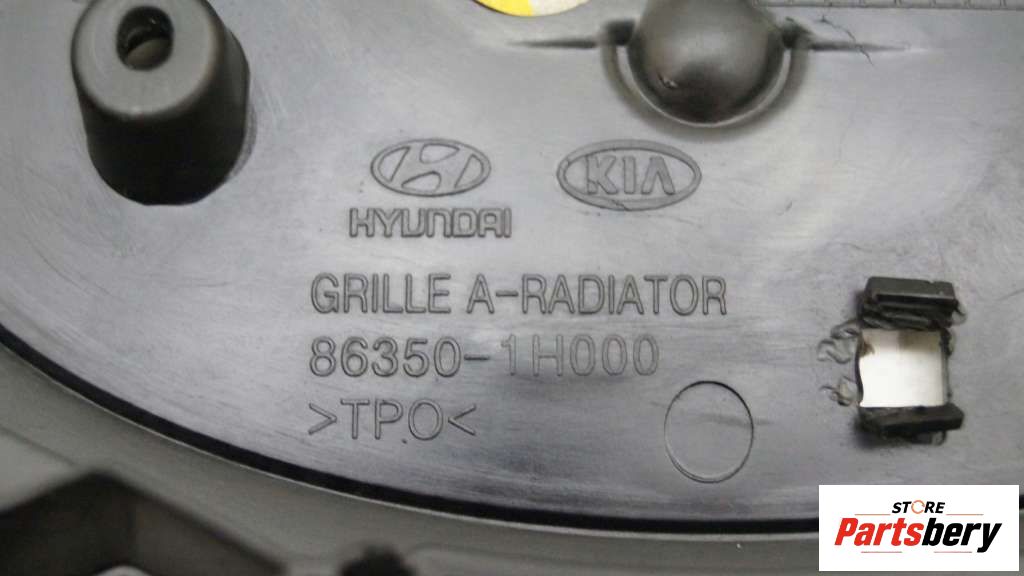 HYUNDAI
KIA
GRILLE A-RADIATOR
86350-1H000
>TPO<
STORE
Partsbery